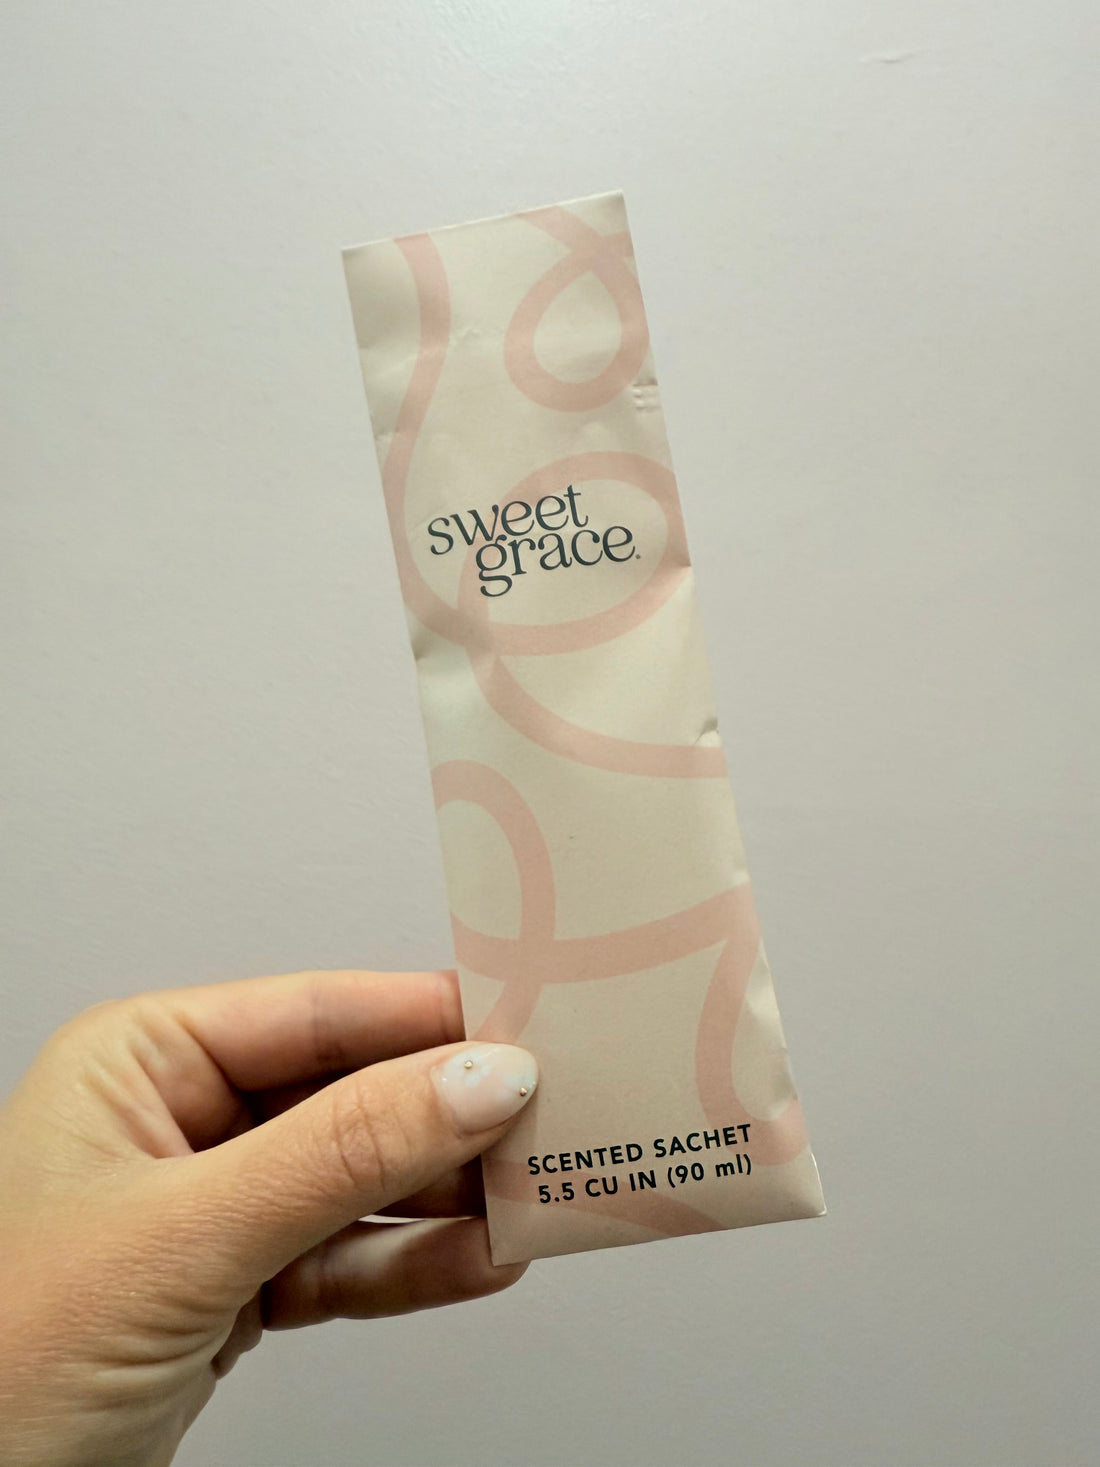 sweet
grace®
SCENTED SACHET
5.5 CU IN (90 ml)